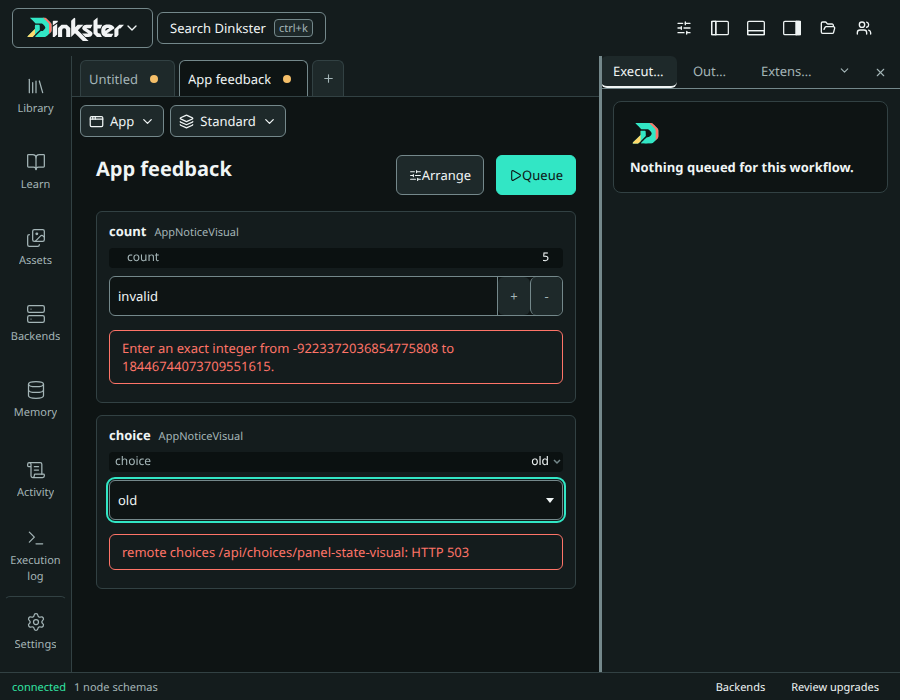 Dinkster
Search Dinkster ctrl+k
Library
Learn
Assets
Backends
Memory
Activity
Execution
log
Settings
Untitled
App feedback
+
App
Standard
App feedback
Arrange
Queue
count AppNoticeVisual
count 5
invalid + -
Enter an exact integer from -9223372036854775808 to
18446744073709551615.
choice AppNoticeVisual
choice old
old
remote choices /api/choices/panel-state-visual: HTTP 503
Execut... Out... Extens...
Nothing queued for this workflow.
connected 1 node schemas
Backends Review upgrades